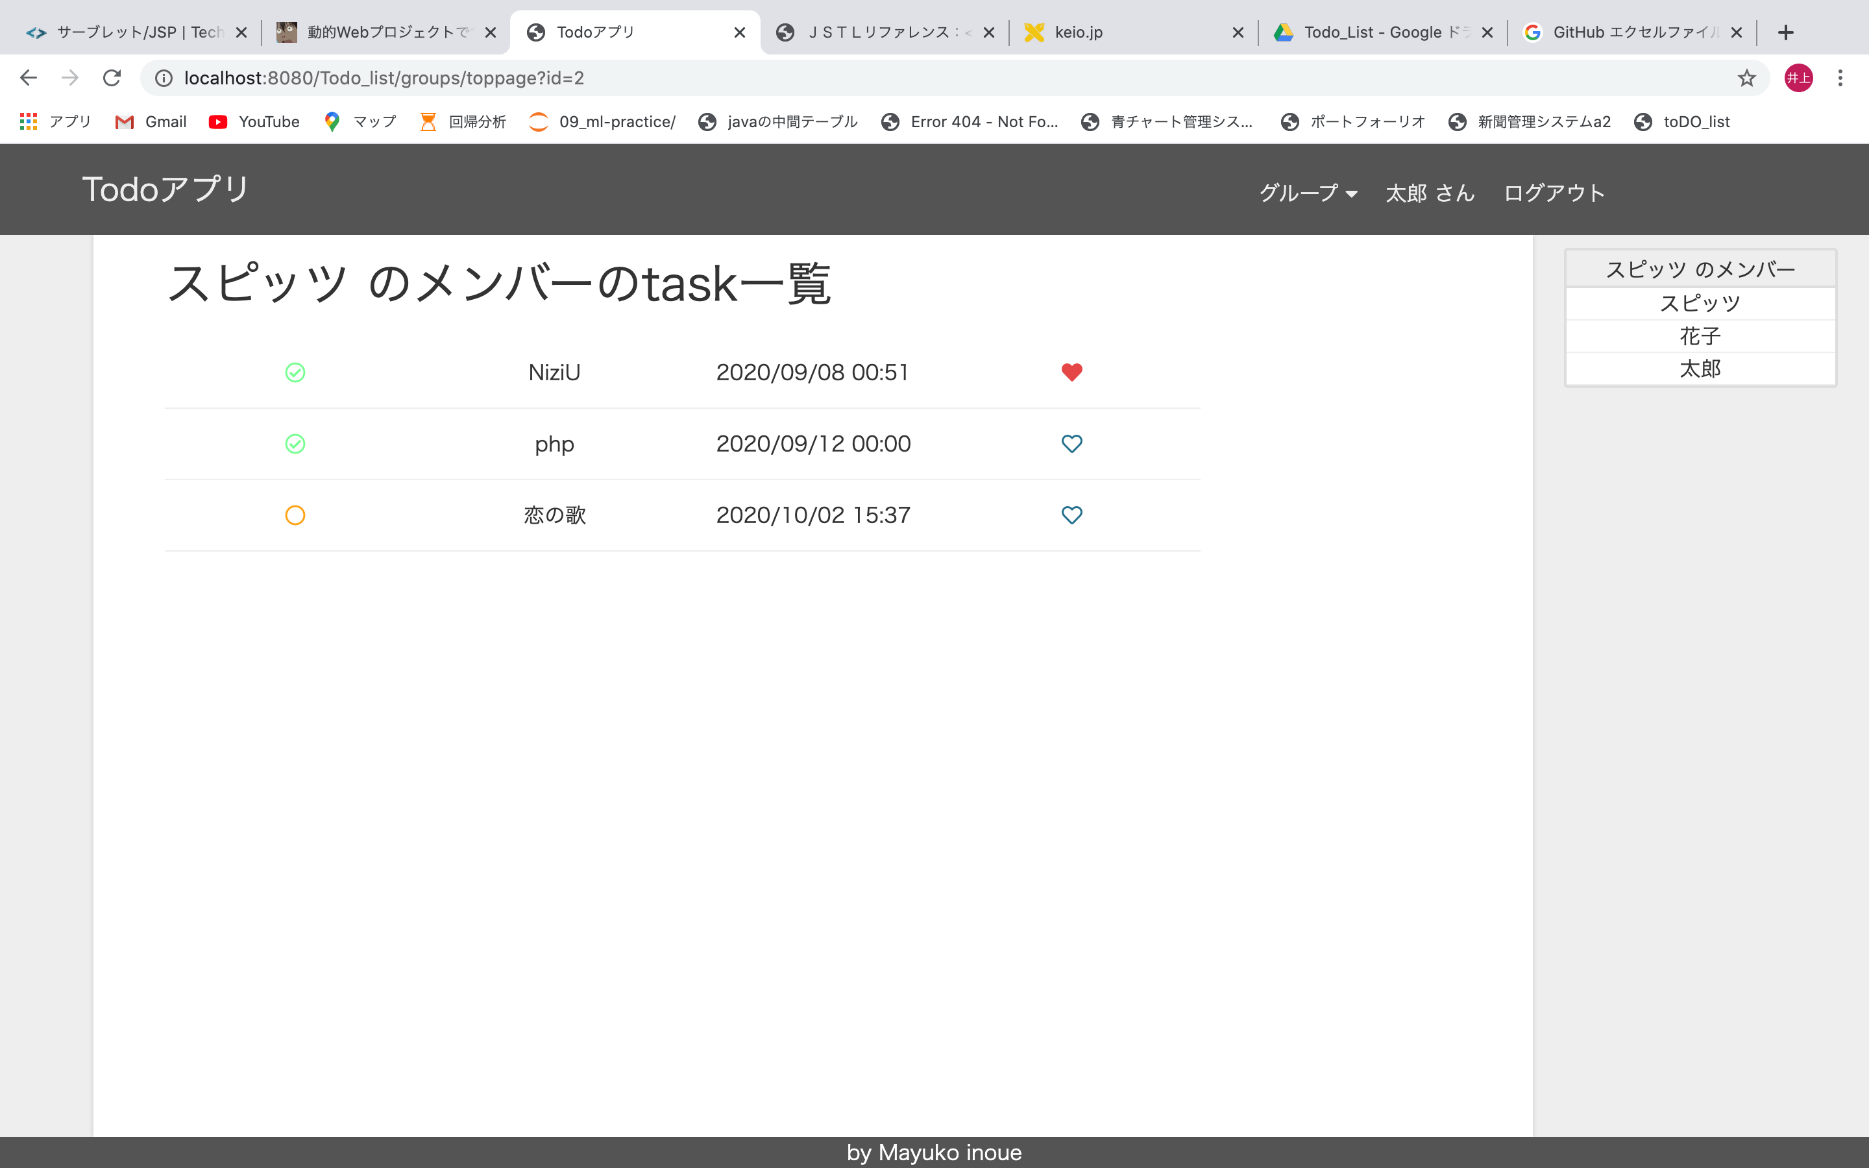 サーブレット/JSP | Tech
動的Webプロジェクトで
Todoアプリ
ＪＳＴＬリファレンス：<
keio.jp
Todo_List - Google ドラ
GitHub エクセルファイル
localhost:8080/Todo_list/groups/toppage?id=2
井上
アプリ
Gmail
YouTube
マップ
回帰分析
09_ml-practice/
javaの中間テーブル
Error 404 - Not Fo...
青チャート管理シス...
ポートフォーリオ
新聞管理システムa2
toDO_list
Todoアプリ
グループ
太郎 さん
ログアウト
スピッツ のメンバーのtask一覧
NiziU 2020/09/08 00:51
php 2020/09/12 00:00
恋の歌 2020/10/02 15:37
スピッツ のメンバー
スピッツ
花子
太郎
by Mayuko inoue